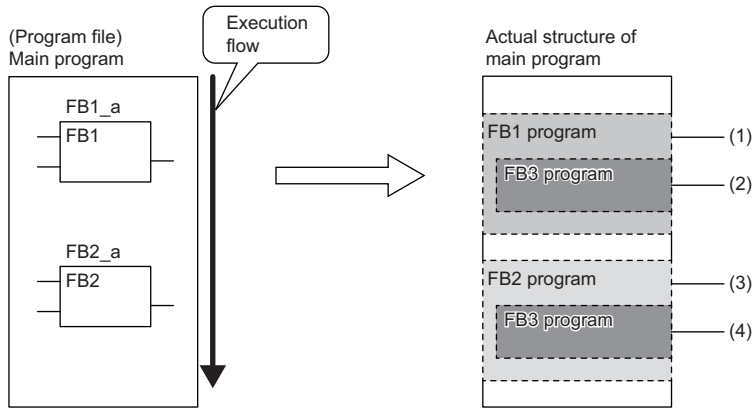 (Program file)
Main program
Execution
flow
FB1_a
FB1
FB2_a
FB2
Actual structure of
main program
FB1 program
(1)
FB3 program
(2)
FB2 program
(3)
FB3 program
(4)